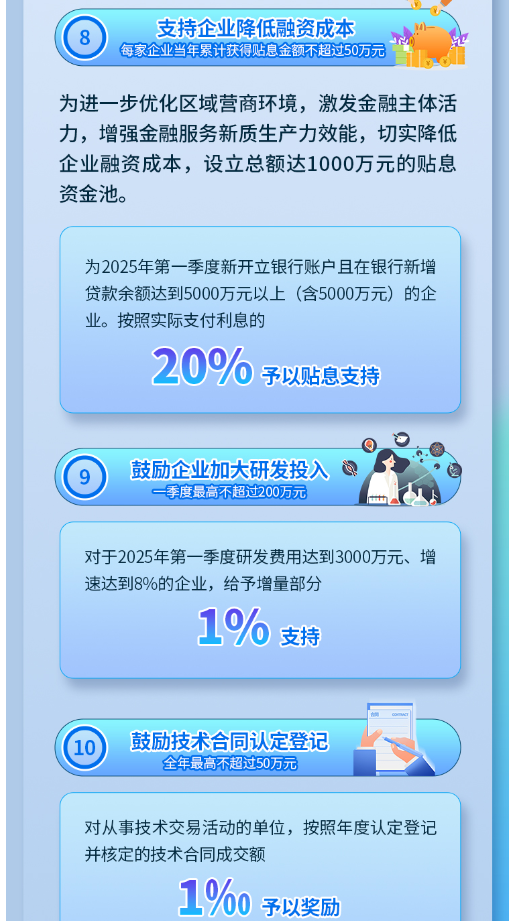 8
支持企业降低融资成本
每家企业当年累计获得贴息金额不超过50万元
为进一步优化区域营商环境，激发金融主体活
力，增强金融服务新质生产力效能，切实降低
企业融资成本，设立总额达1000万元的贴息
资金池。
为2025年第一季度新开立银行账户且在银行新增
贷款余额达到5000万元以上（含5000万元）的企
业。按照实际支付利息的
20% 予以贴息支持
9
鼓励企业加大研发投入
一季度最高不超过200万元
对于2025年第一季度研发费用达到3000万元、增
速达到8%的企业，给予增量部分
1% 支持
10
鼓励技术合同认定登记
全年最高不超过50万元
对从事技术交易活动的单位，按照年度认定登记
并核定的技术合同成交额
1‰ 予以奖励